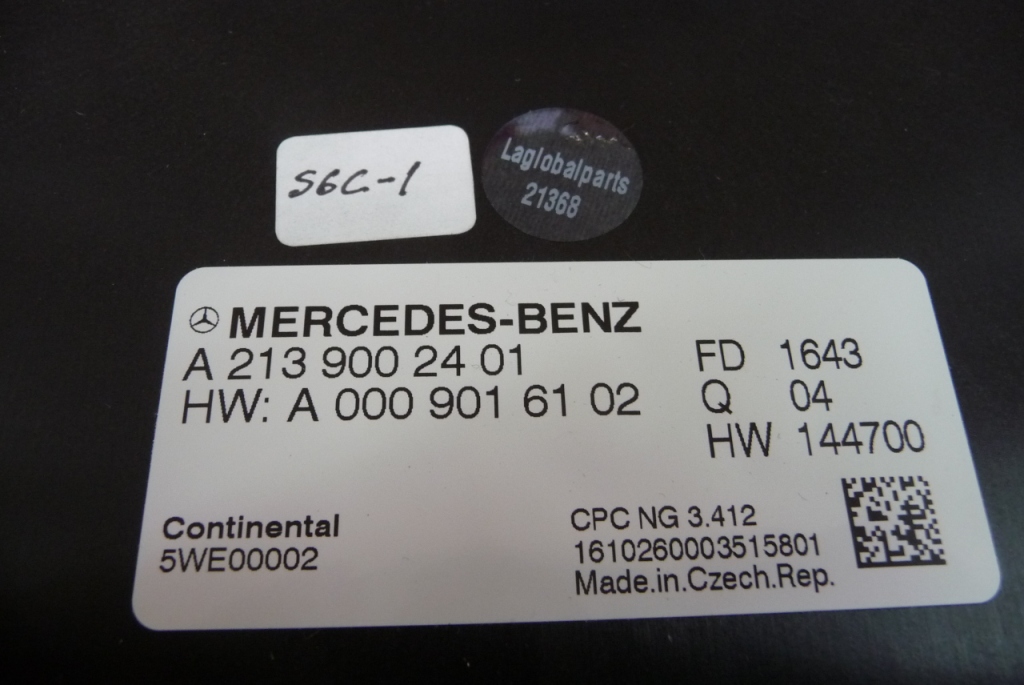 S6C-1
Laglobalparts
21368
MERCEDES-BENZ
A 213 900 24 01
HW: A 000 901 61 02
FD 1643
Q 04
HW 144700
Continental
5WE00002
CPC NG 3.412
1610260003515801
Made.in.Czech.Rep.